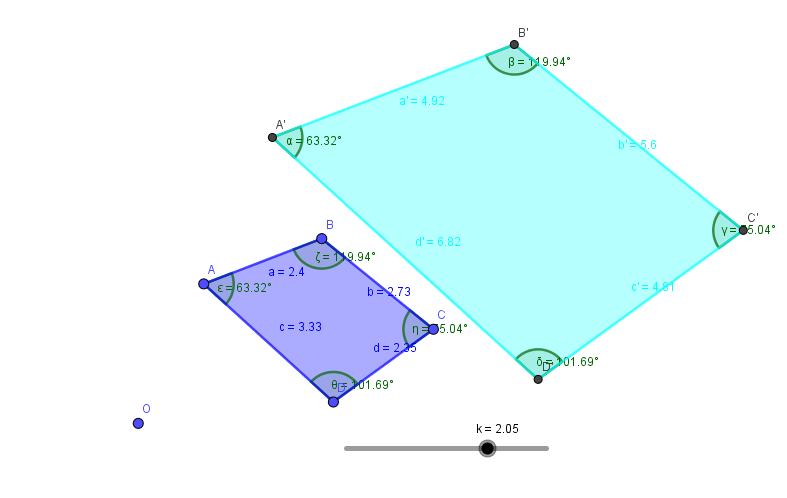 B'
β = 119.94°
a' = 4.92
A'
α = 63.32°
b' = 5.6
C'
B
d' = 6.82
ζ = 119.94°
A
a = 2.4
ε = 63.32°
b = 2.73
c' = 4.81
C
c = 3.33
d = 2.35
δ = 101.69°
D'
θ = 101.69°
D
O
k = 2.05